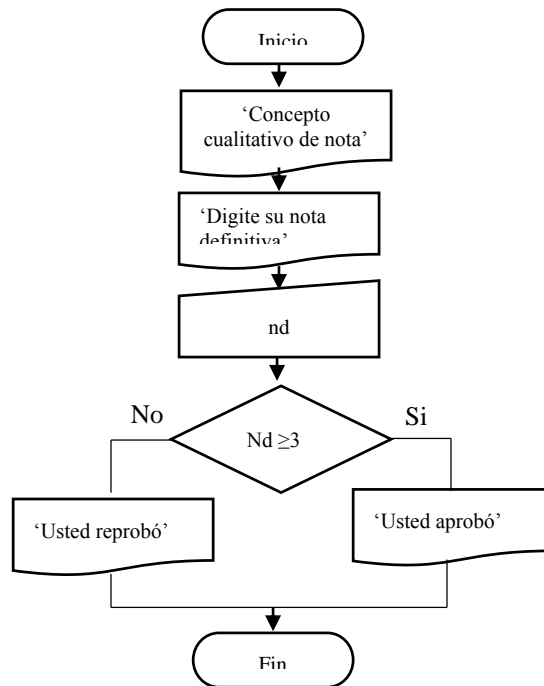 Inicio
‘Concepto
cualitativo de nota’
‘Digite su nota
definitiva’
nd
No
Si
Nd ≥3
‘Usted reprobó’
‘Usted aprobó’
Fin